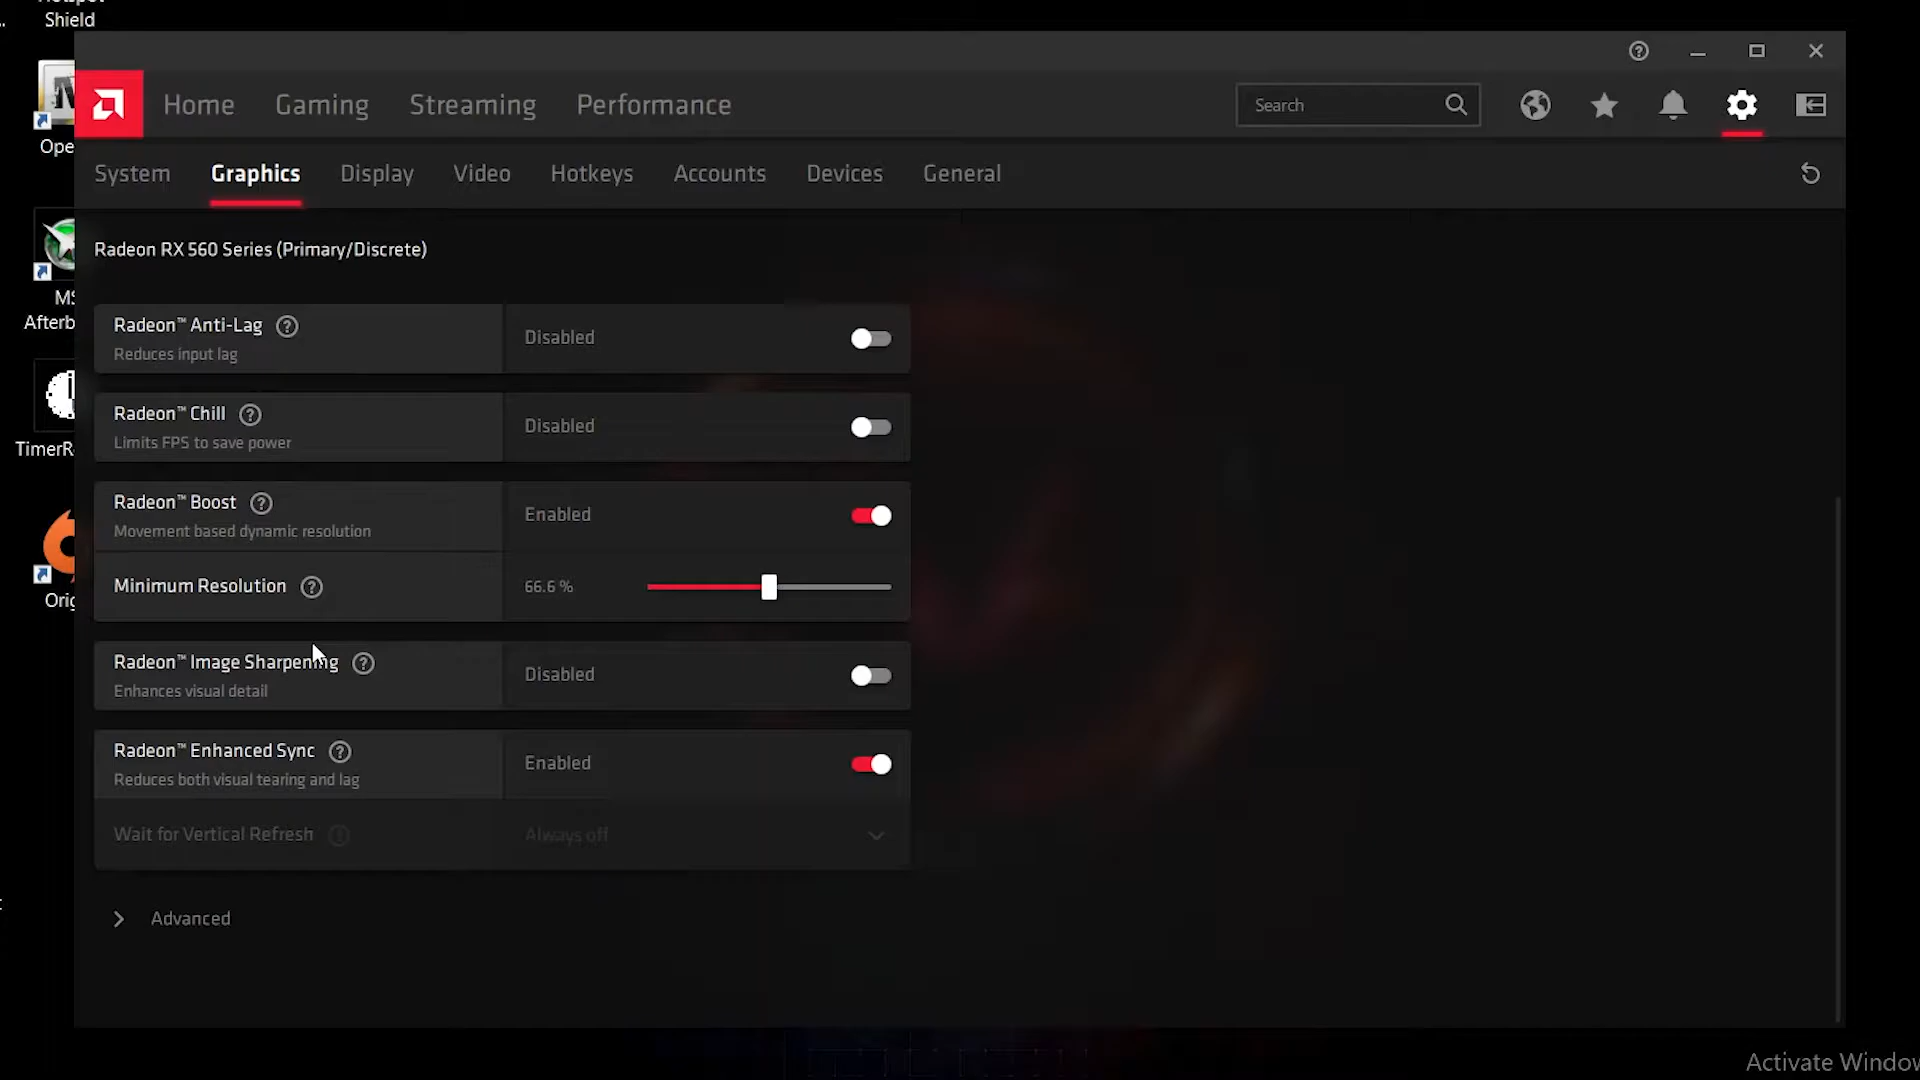 Shield
Home
Gaming
Streaming
Performance
Search
System
Graphics
Display
Video
Hotkeys
Accounts
Devices
General
Ope
MS
Afterb
TimerR
Orig
Radeon RX 560 Series (Primary/Discrete)
Radeon™ Anti-Lag
Reduces input lag
Disabled
Radeon™ Chill
Limits FPS to save power
Disabled
Radeon™ Boost
Movement based dynamic resolution
Enabled
Minimum Resolution
66.6 %
Radeon™ Image Sharpening
Enhances visual detail
Disabled
Radeon™ Enhanced Sync
Reduces both visual tearing and lag
Enabled
Wait for Vertical Refresh
Always off
Advanced
Activate Window